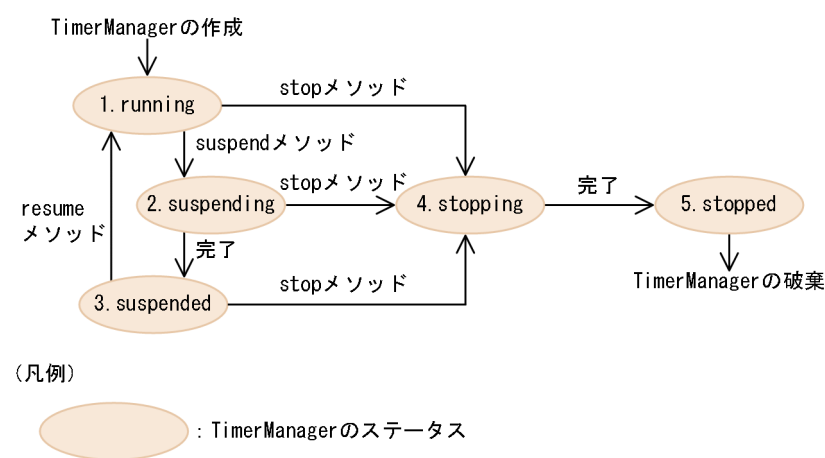 TimerManagerの作成
1.running
stopメソッド
suspendメソッド
2.suspending
stopメソッド
4.stopping
完了
5.stopped
resume
メソッド
完了
3.suspended
stopメソッド
TimerManagerの破棄
(凡例)
：TimerManagerのステータス